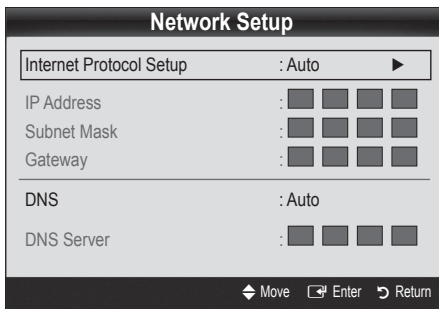 Network Setup
Internet Protocol Setup : Auto ▶
IP Address :
Subnet Mask :
Gateway :
DNS : Auto
DNS Server :
Move Enter Return